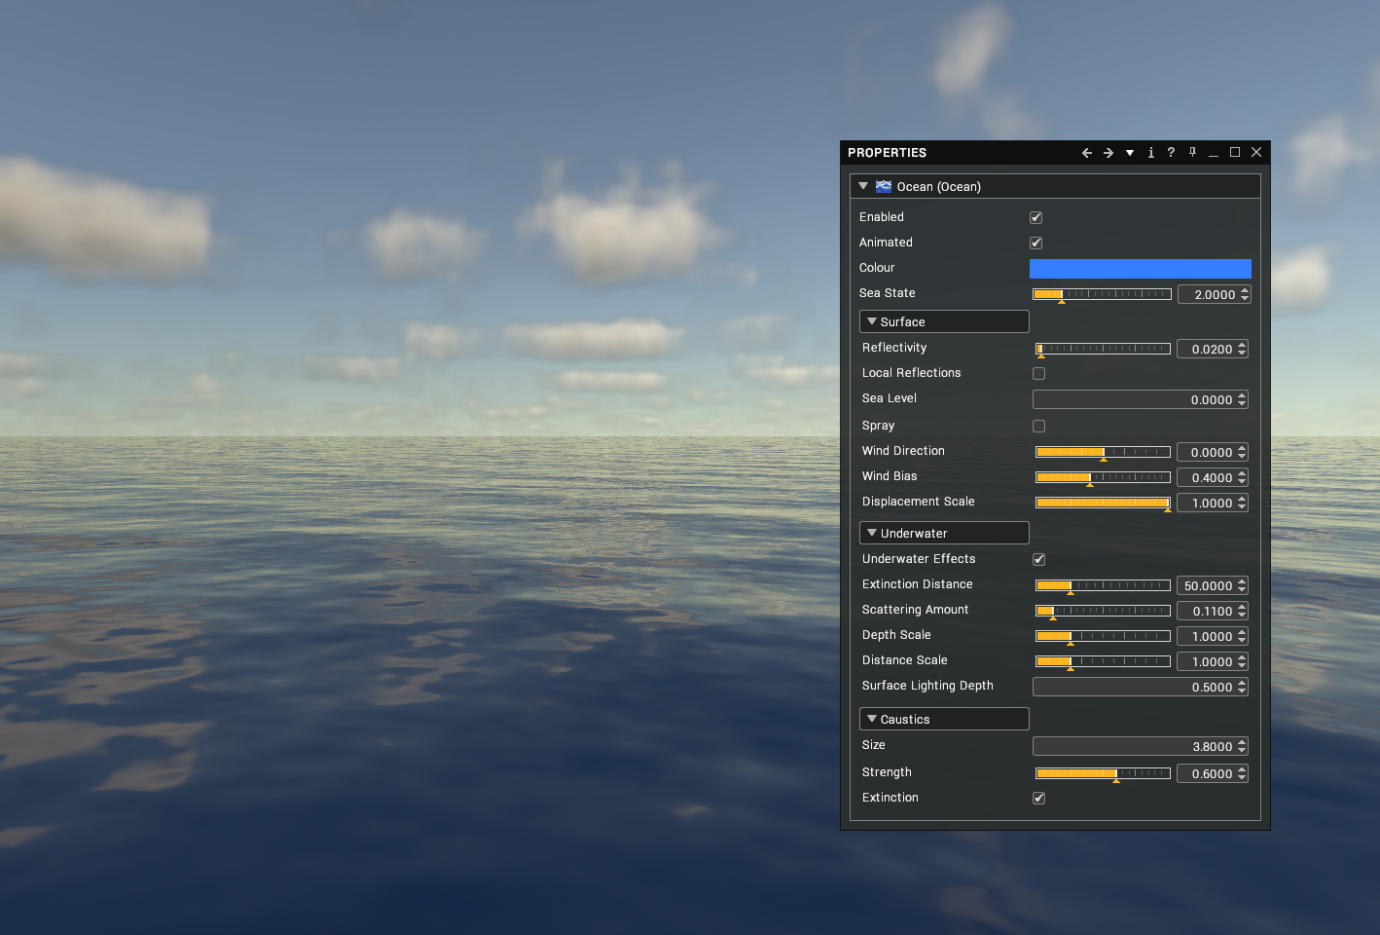 PROPERTIES
Ocean (Ocean)
Enabled
Animated
Colour
Sea State 2.0000
Surface
Reflectivity 0.0200
Local Reflections
Sea Level 0.0000
Spray
Wind Direction 0.0000
Wind Bias 0.4000
Displacement Scale 1.0000
Underwater
Underwater Effects
Extinction Distance 50.0000
Scattering Amount 0.1100
Depth Scale 1.0000
Distance Scale 1.0000
Surface Lighting Depth 0.5000
Caustics
Size 3.8000
Strength 0.6000
Extinction